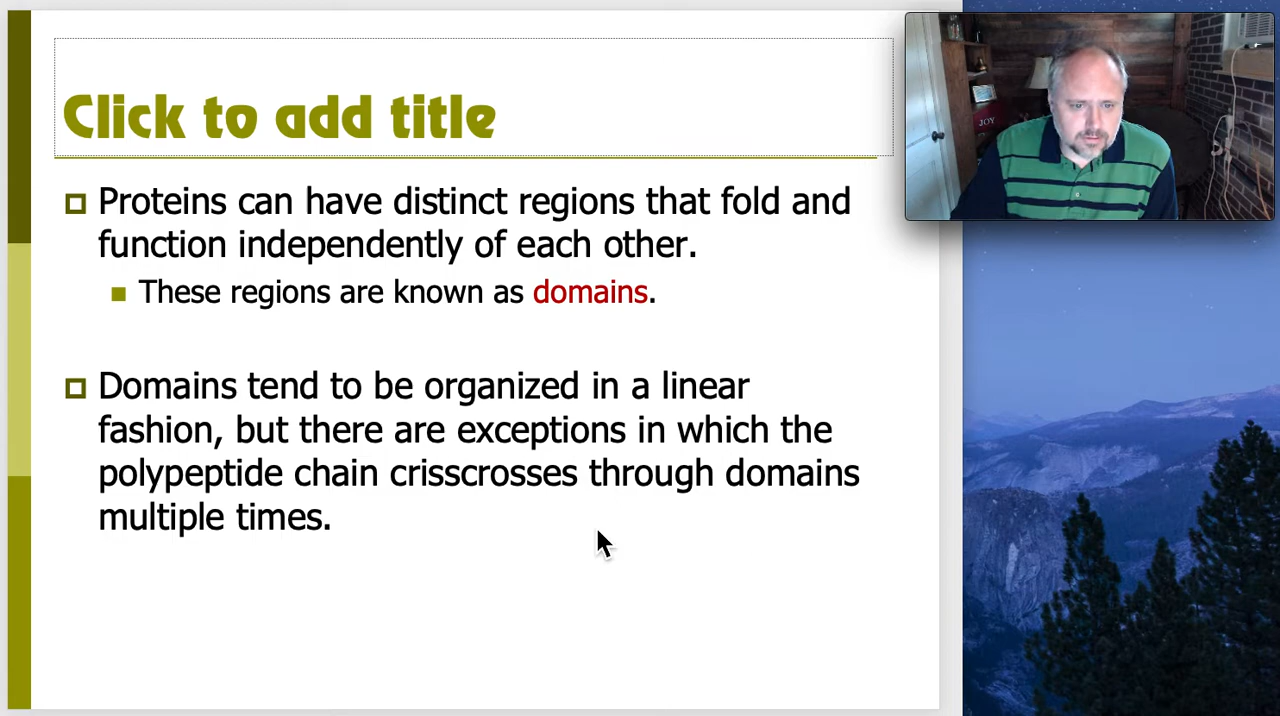 Click to add title
Proteins can have distinct regions that fold and
function independently of each other.
These regions are known as domains.
Domains tend to be organized in a linear
fashion, but there are exceptions in which the
polypeptide chain crisscrosses through domains
multiple times.
JOY